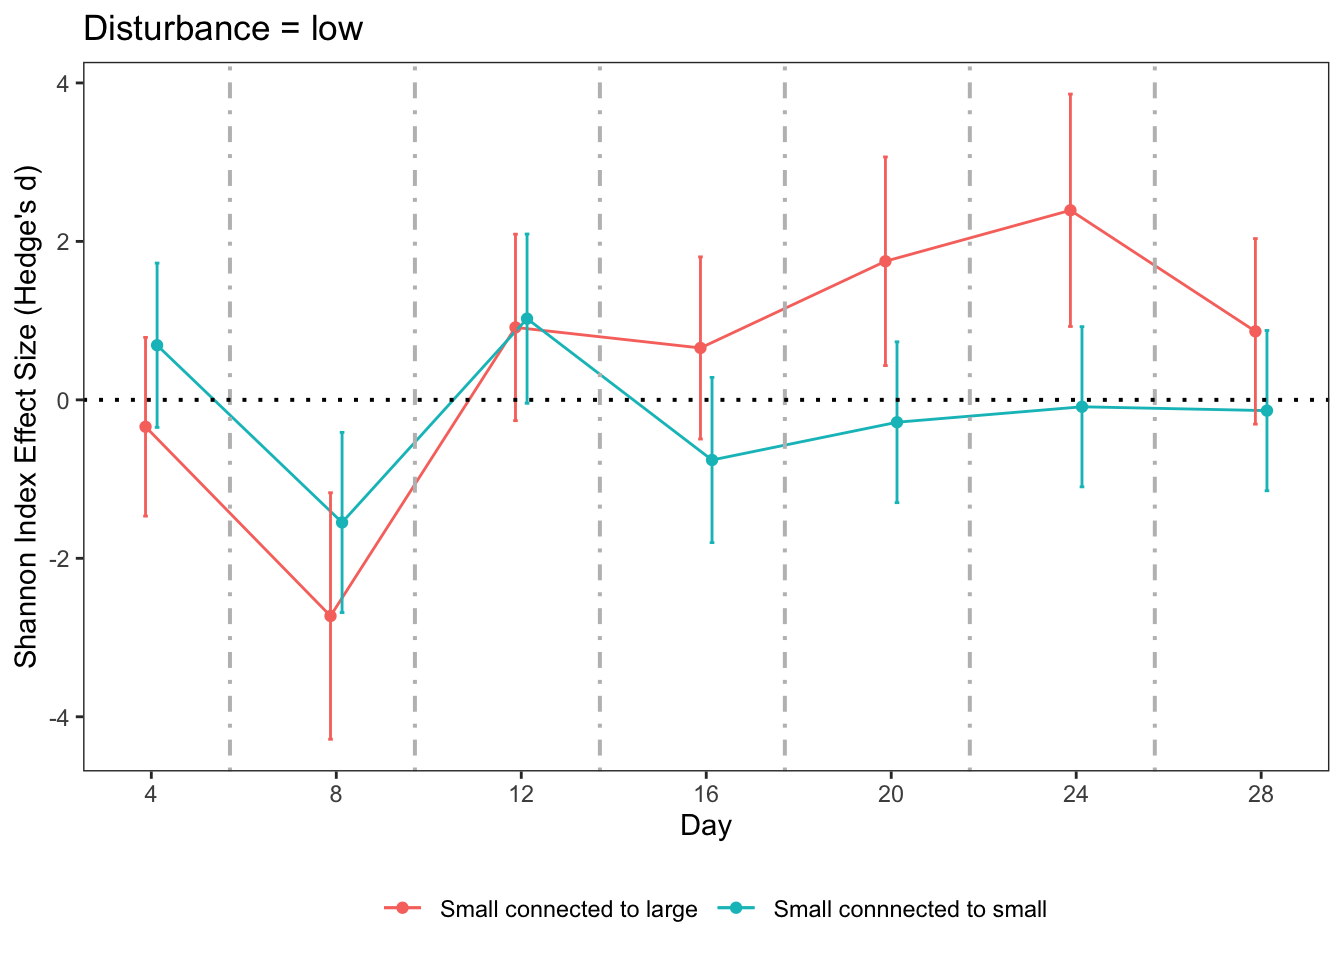 Disturbance = low
Shannon Index Effect Size (Hedge's d)
4
2
0
-2
-4
4 8 12 16 20 24 28
Day
Small connected to large Small connnected to small